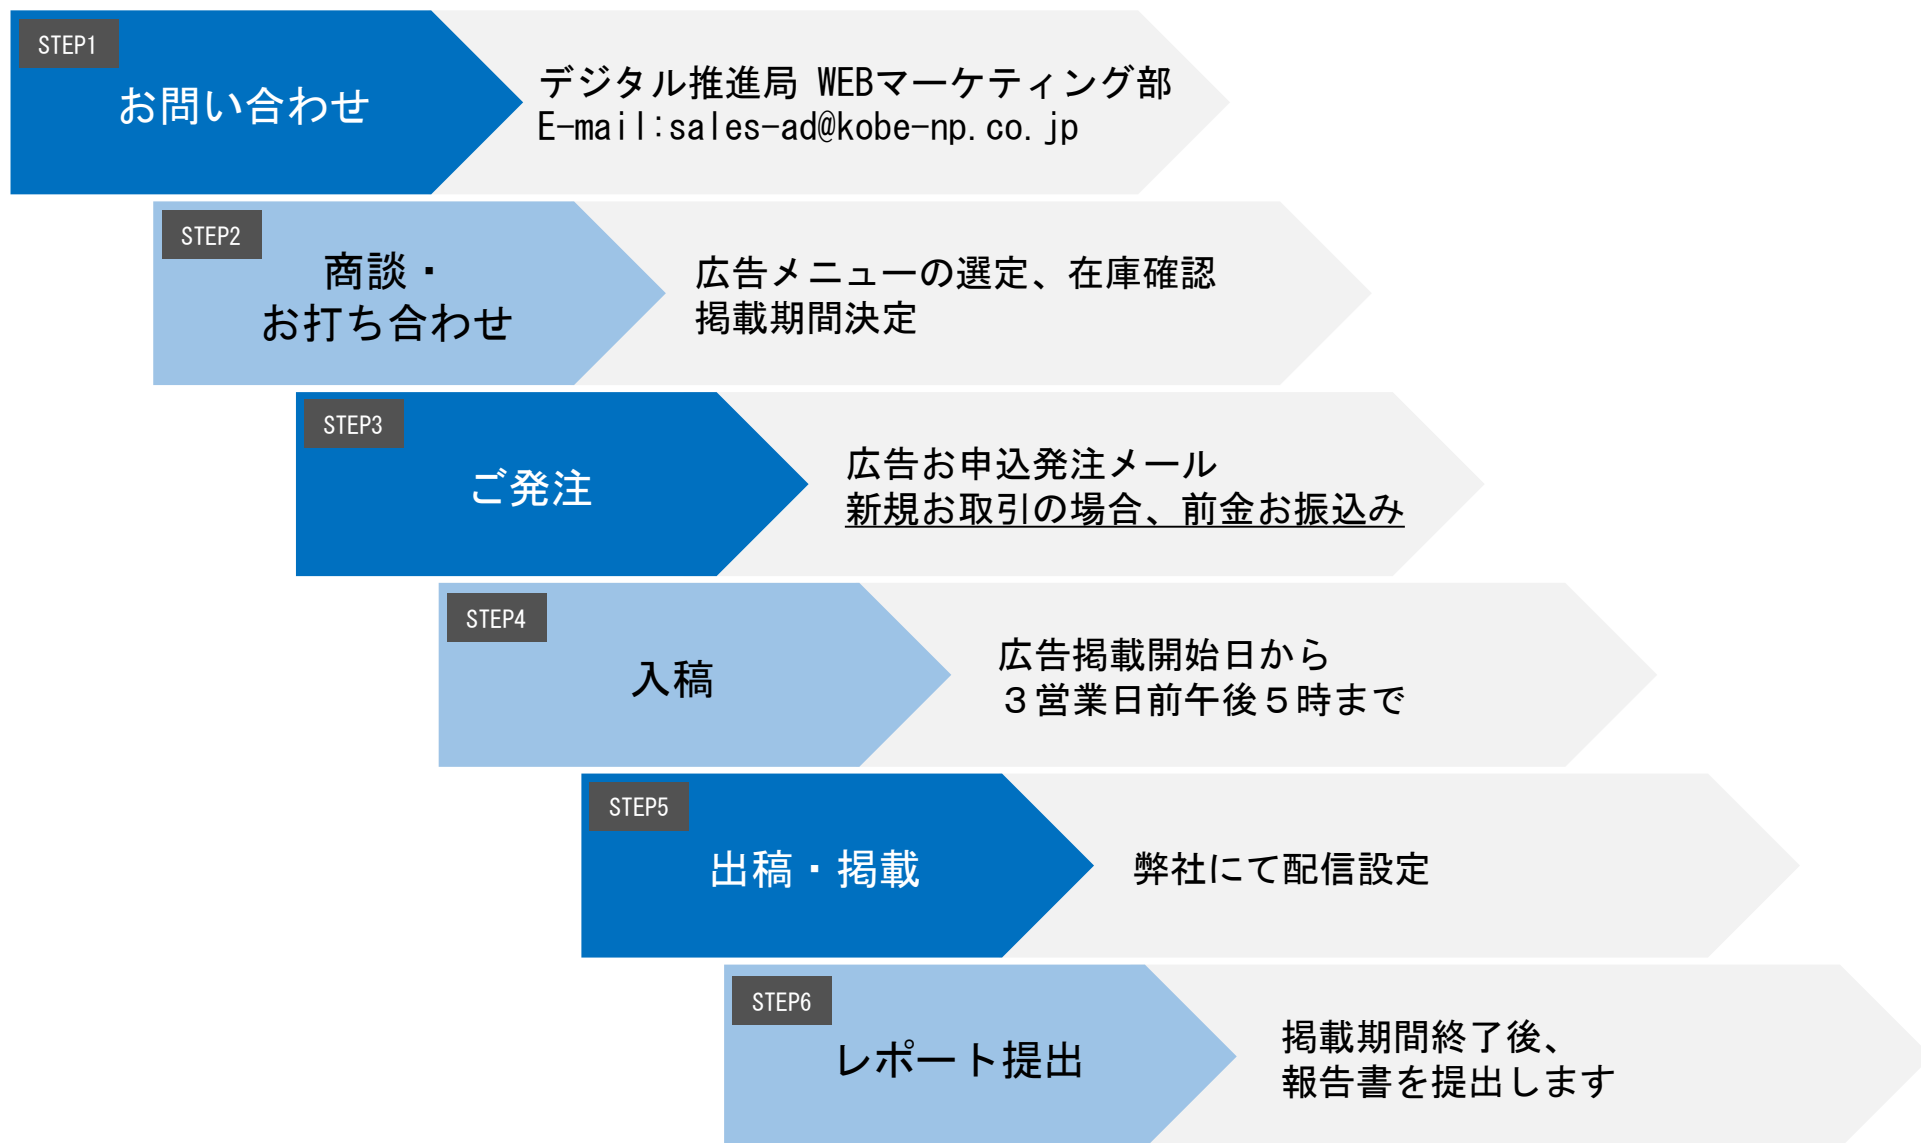 STEP1
お問い合わせ
デジタル推進局 WEBマーケティング部
E-mail:sales-ad@kobe-np.co.jp
STEP2
商談・
お打ち合わせ
広告メニューの選定、在庫確認
掲載期間決定
STEP3
ご発注
広告お申込発注メール
新規お取引の場合、前金お振込み
STEP4
入稿
広告掲載開始日から
３営業日前午後５時まで
STEP5
出稿・掲載
弊社にて配信設定
STEP6
レポート提出
掲載期間終了後、
報告書を提出します